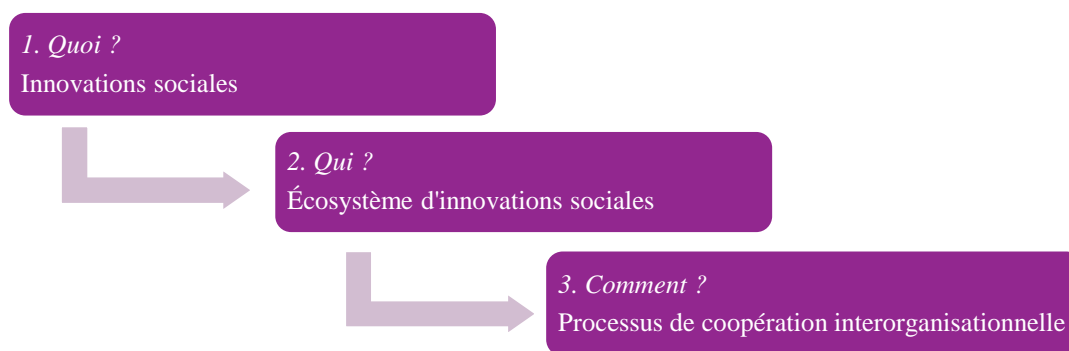 1. Quoi ?
Innovations sociales
2. Qui ?
Écosystème d'innovations sociales
3. Comment ?
Processus de coopération interorganisationnelle